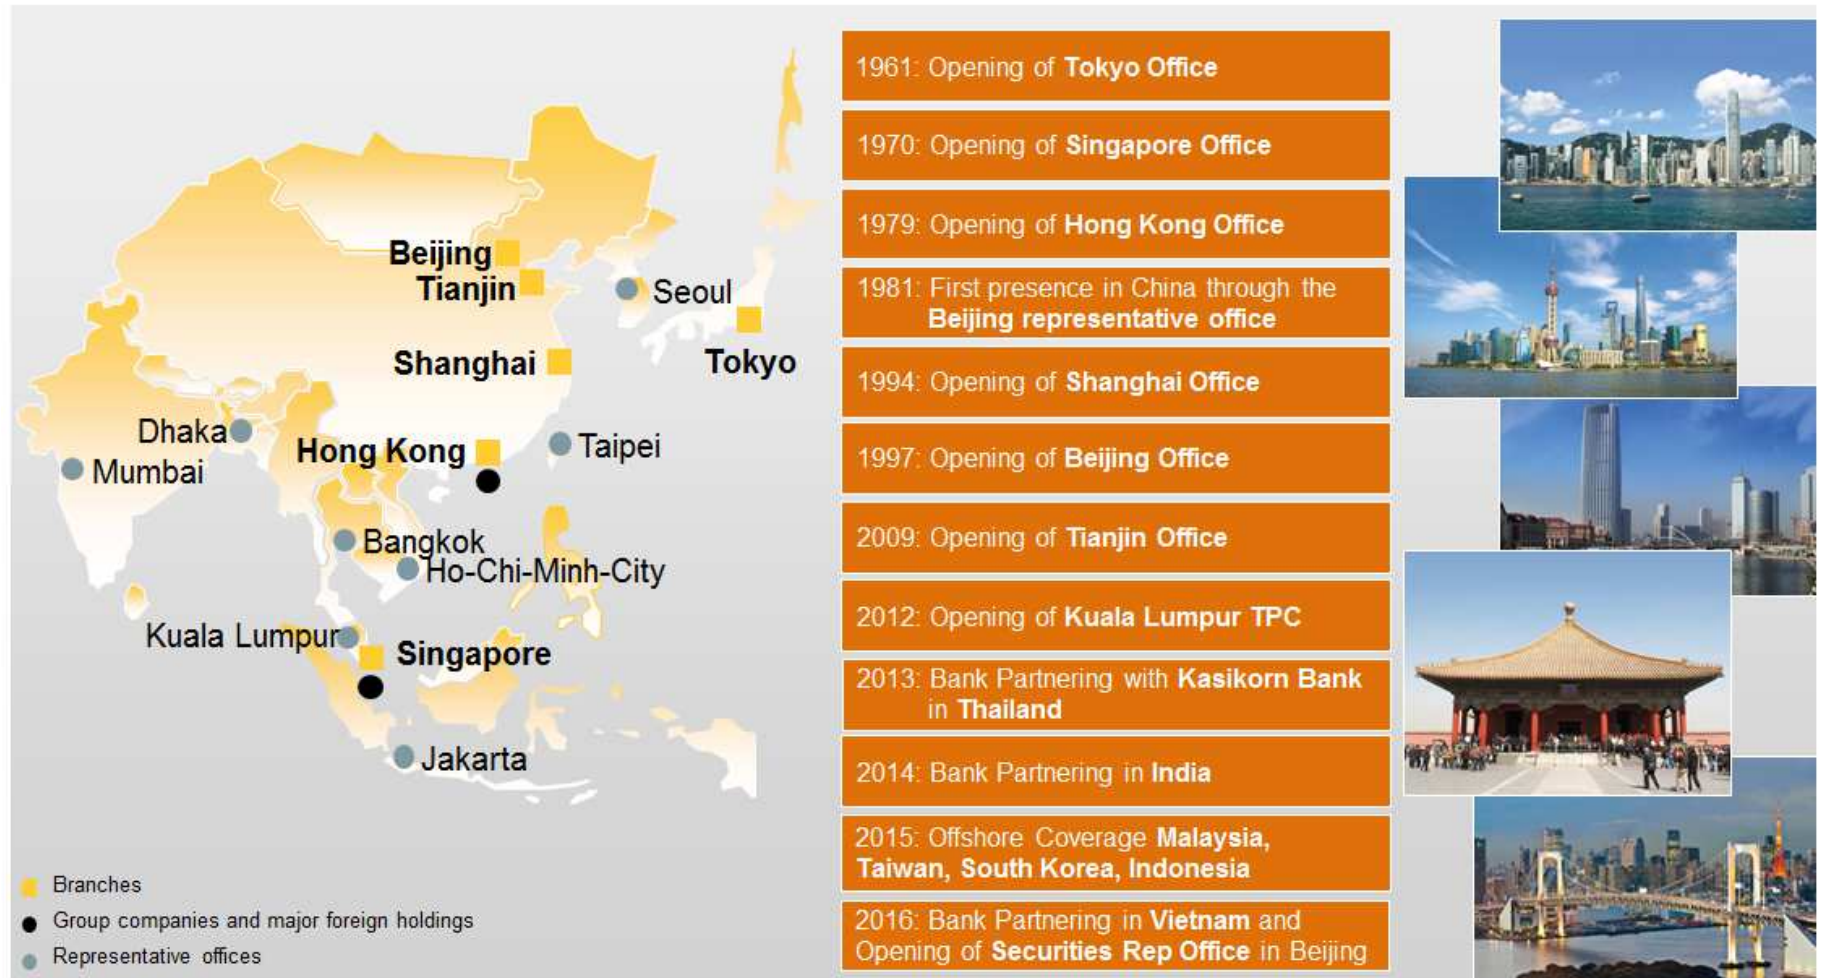 Beijing
Tianjin
Seoul
Tokyo
Shanghai
Dhaka
Mumbai
Hong Kong
Taipei
Bangkok
Ho-Chi-Minh-City
Kuala Lumpur
Singapore
Jakarta
Branches
Group companies and major foreign holdings
Representative offices
1961: Opening of Tokyo Office
1970: Opening of Singapore Office
1979: Opening of Hong Kong Office
1981: First presence in China through the
Beijing representative office
1994: Opening of Shanghai Office
1997: Opening of Beijing Office
2009: Opening of Tianjin Office
2012: Opening of Kuala Lumpur TPC
2013: Bank Partnering with Kasikorn Bank
in Thailand
2014: Bank Partnering in India
2015: Offshore Coverage Malaysia,
Taiwan, South Korea, Indonesia
2016: Bank Partnering in Vietnam and
Opening of Securities Rep Office in Beijing